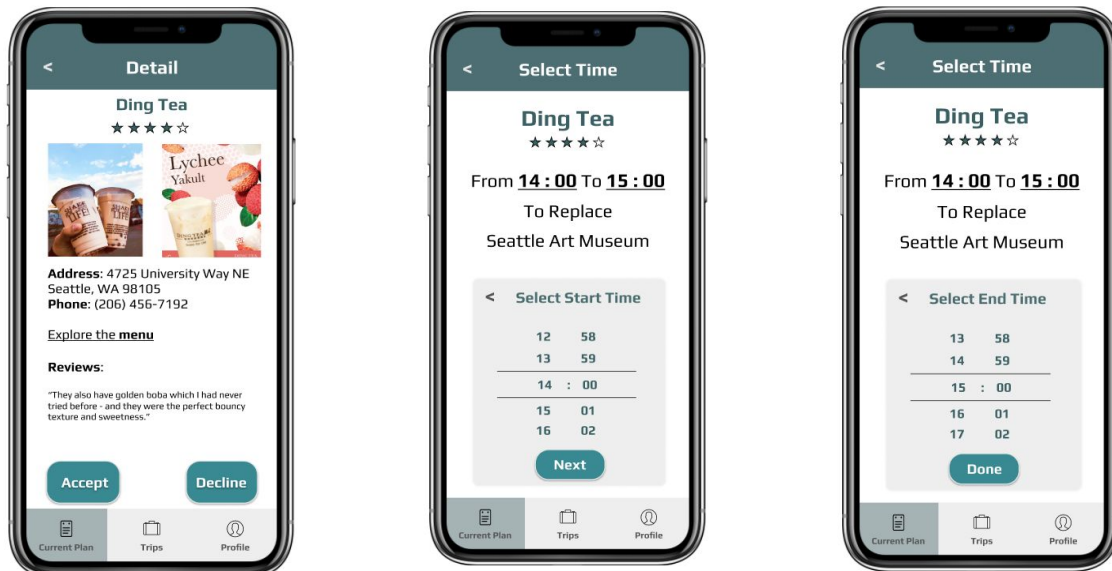 < Detail
Ding Tea
★★★★☆
SHARE
LIFE!
Lychee
Yakult
DING TEA
Address: 4725 University Way NE
Seattle, WA 98105
Phone: (206) 456-7192
Explore the menu
Reviews:
"They also have golden boba which I had never
tried before - and they were the perfect bouncy
texture and sweetness."
Accept Decline
Current Plan Trips Profile
< Select Time
Ding Tea
★★★★☆
From 14 : 00 To 15 : 00
To Replace
Seattle Art Museum
< Select Start Time
12 58
13 59
14 : 00
15 01
16 02
Next
Current Plan Trips Profile
< Select Time
Ding Tea
★★★★☆
From 14 : 00 To 15 : 00
To Replace
Seattle Art Museum
< Select End Time
13 58
14 59
15 : 00
16 01
17 02
Done
Current Plan Trips Profile